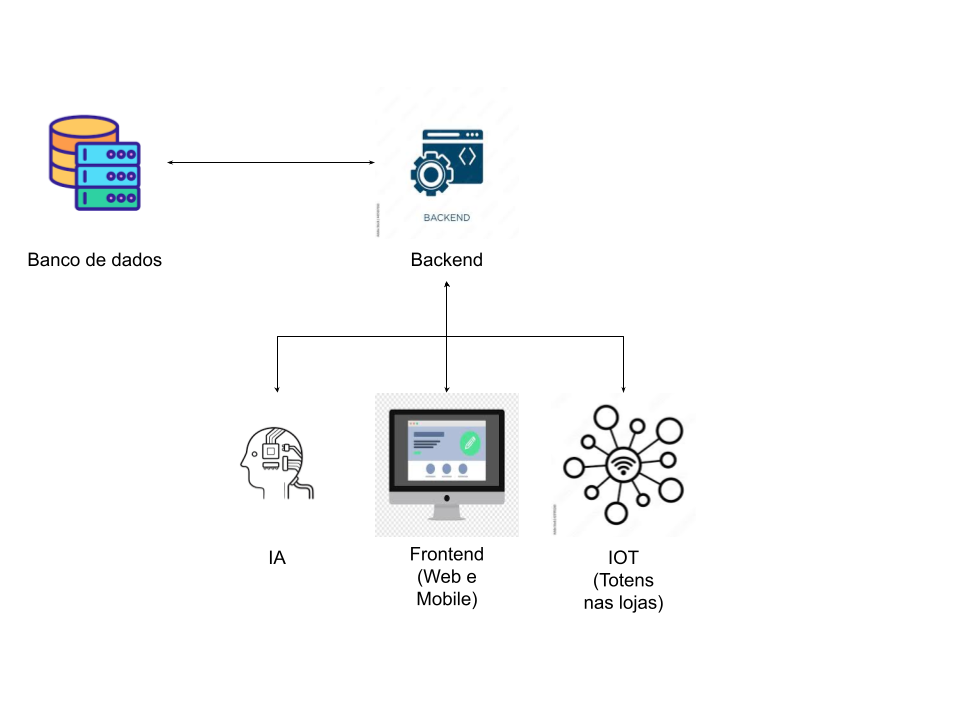 BACKEND
Banco de dados
Backend
IA
Frontend
(Web e
Mobile)
IOT
(Totens
nas lojas)